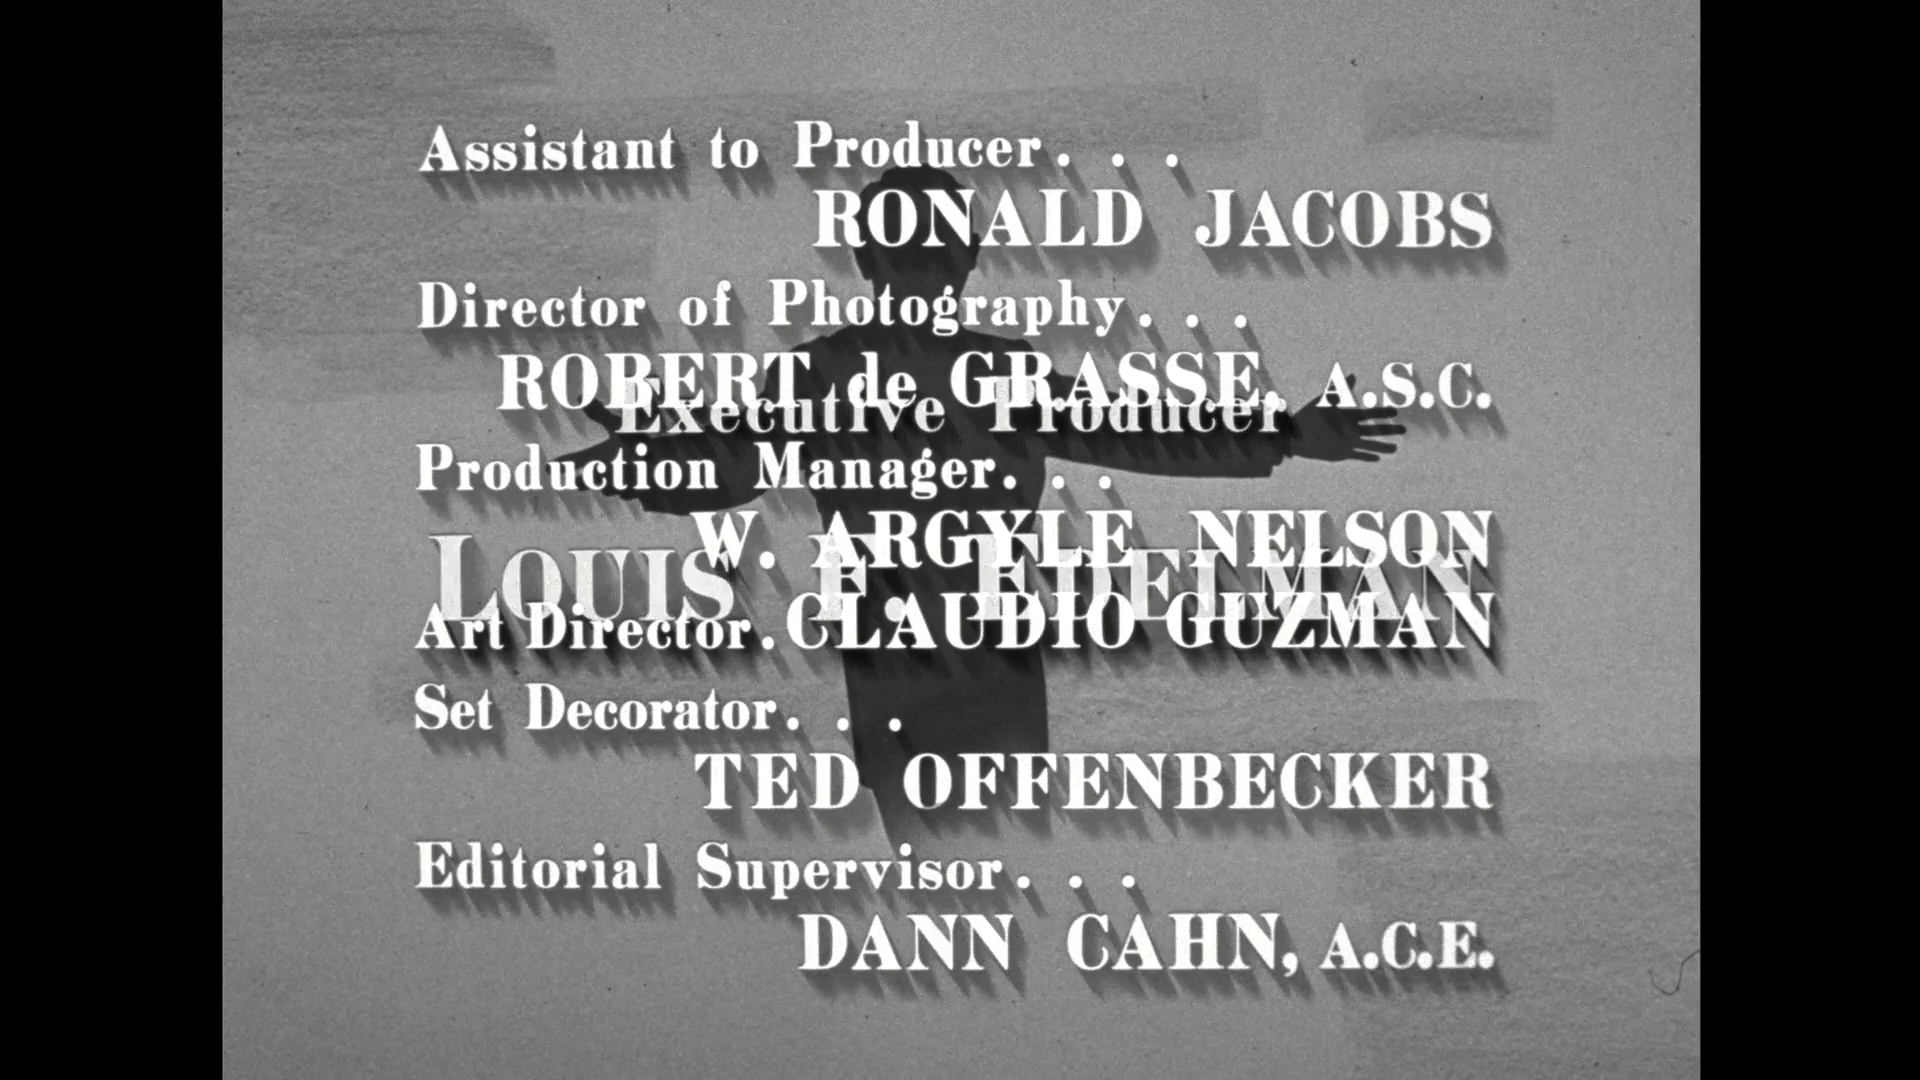 Assistant to Producer. . .
RONALD JACOBS
Director of Photography. . .
ROBERT de GRASSE, A.S.C.
Executive Producer
Production Manager. . .
W. ARGYLE NELSON
LOUIS F. EDELMAN
Art Director. CLAUDIO GUZMAN
Set Decorator. . .
TED OFFENBECKER
Editorial Supervisor. . .
DANN CAHN, A.C.E.